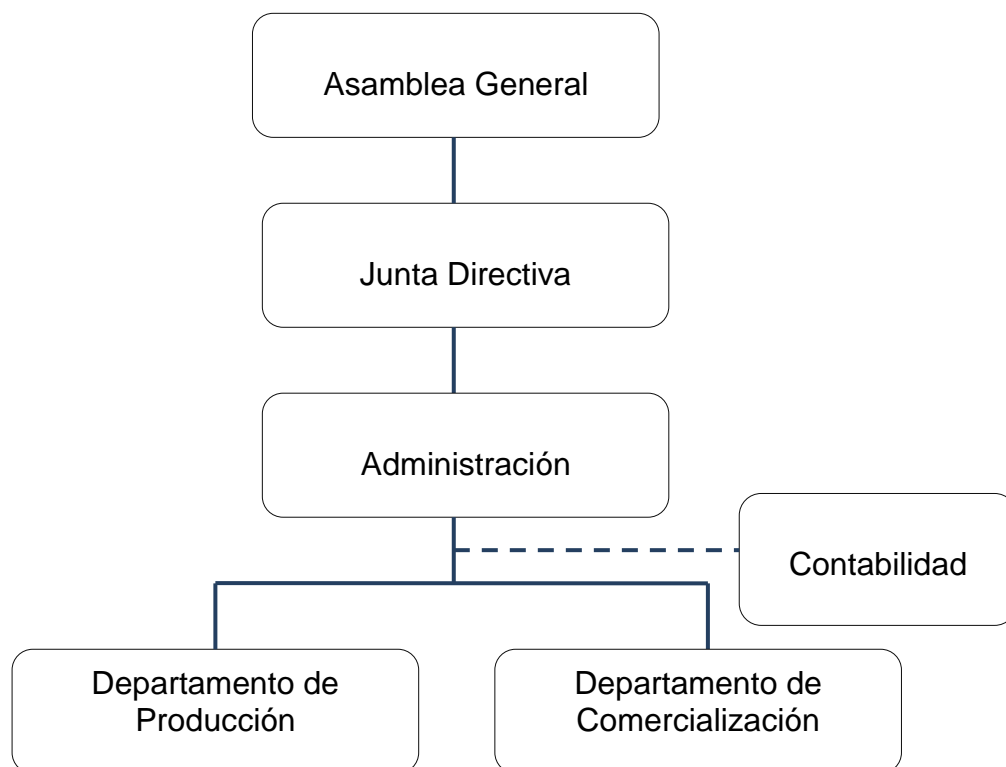 Asamblea General
Junta Directiva
Administración
Contabilidad
Departamento de
Producción
Departamento de
Comercialización